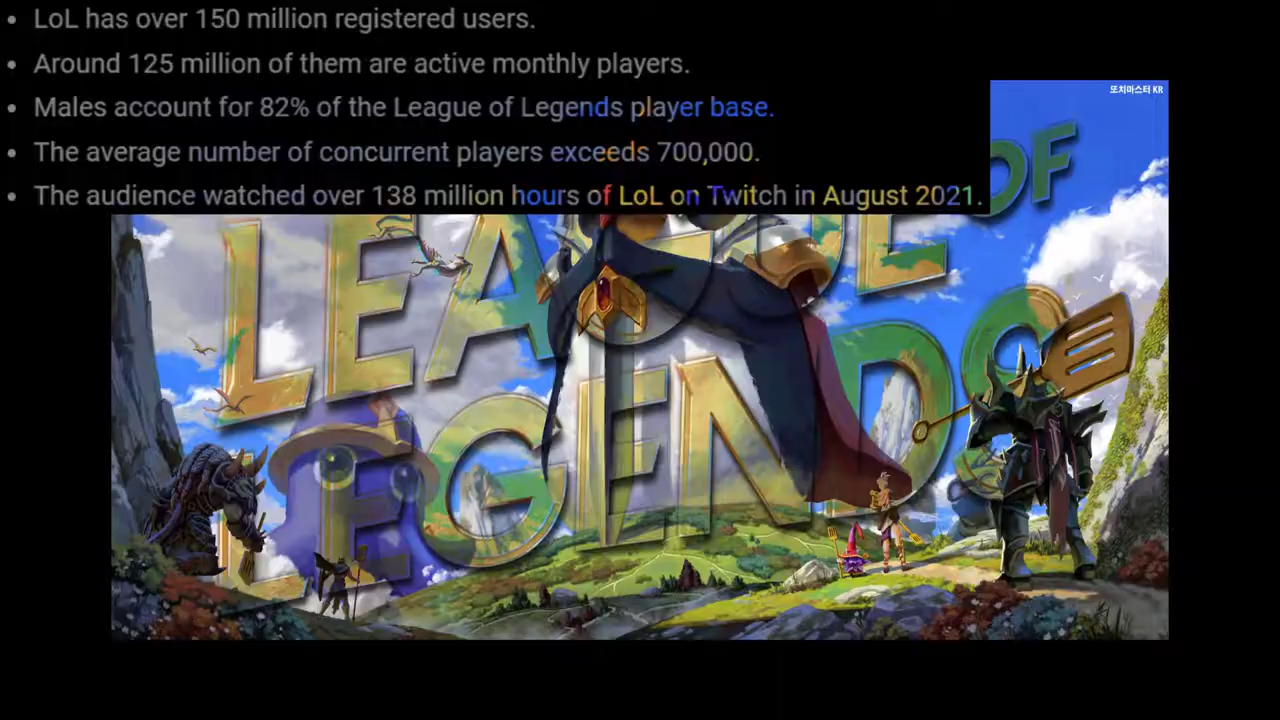 LoL has over 150 million registered users.
Around 125 million of them are active monthly players.
Males account for 82% of the League of Legends player base.
The average number of concurrent players exceeds 700,000.
The audience watched over 138 million hours of LoL on Twitch in August 2021.
또치마스터 KR
LEAGUE OF
LEGENDS